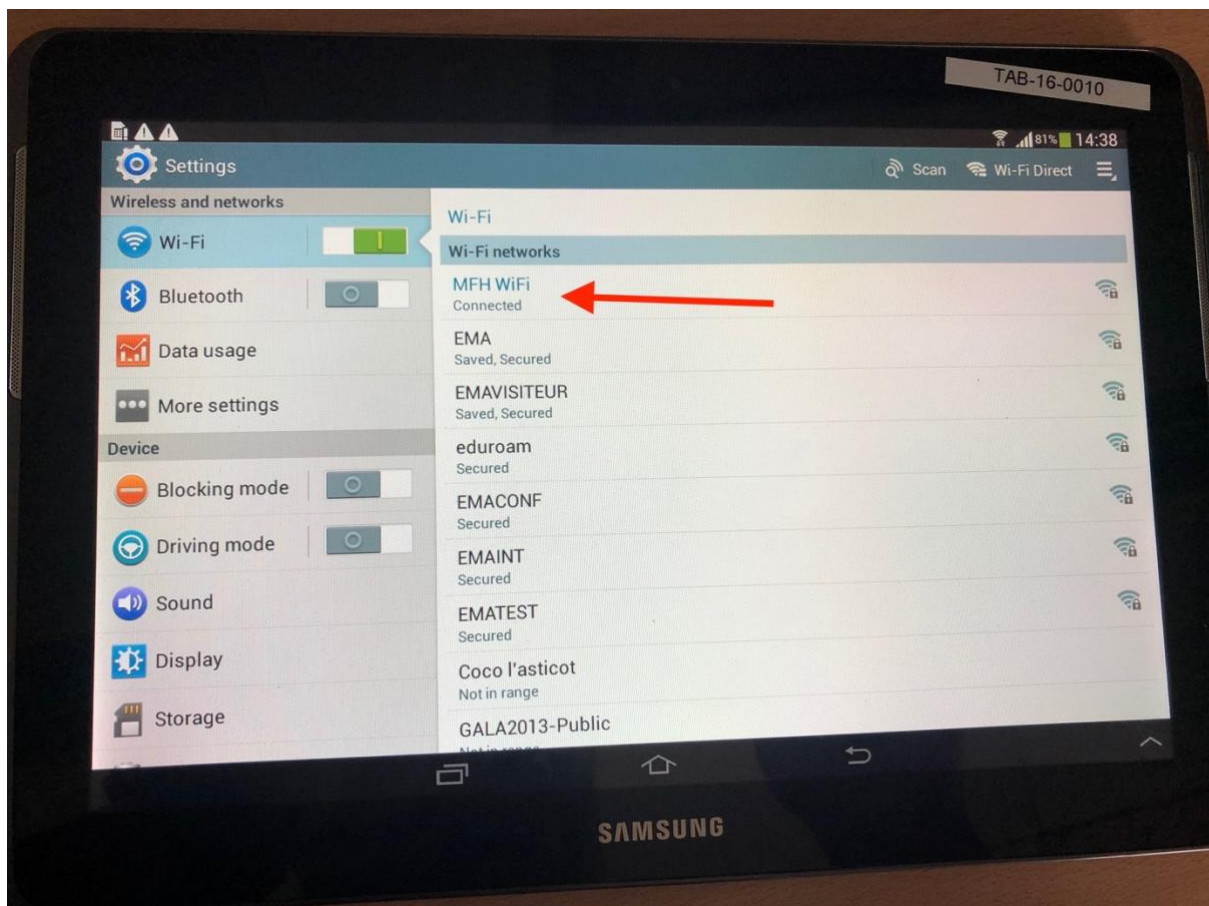 TAB-16-0010
81% 14:38
Settings
Scan Wi-Fi Direct
Wireless and networks
Wi-Fi
Bluetooth
Data usage
More settings
Device
Blocking mode
Driving mode
Sound
Display
Storage
Wi-Fi
Wi-Fi networks
MFH WiFi
Connected
EMA
Saved, Secured
EMAVISITEUR
Saved, Secured
eduroam
Secured
EMACONF
Secured
EMAINT
Secured
EMATEST
Secured
Coco l'asticot
Not in range
GALA2013-Public
Not in range
SAMSUNG